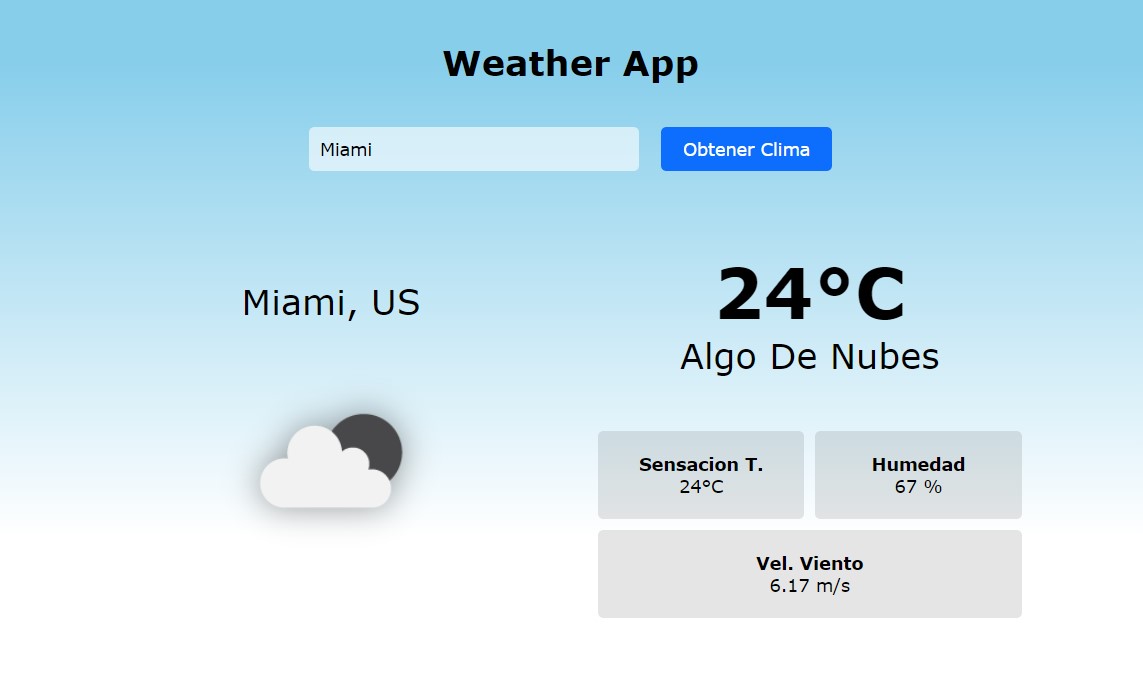 Weather App
Miami
Obtener Clima
Miami, US
24°C
Algo De Nubes
Sensacion T.
24°C
Humedad
67 %
Vel. Viento
6.17 m/s